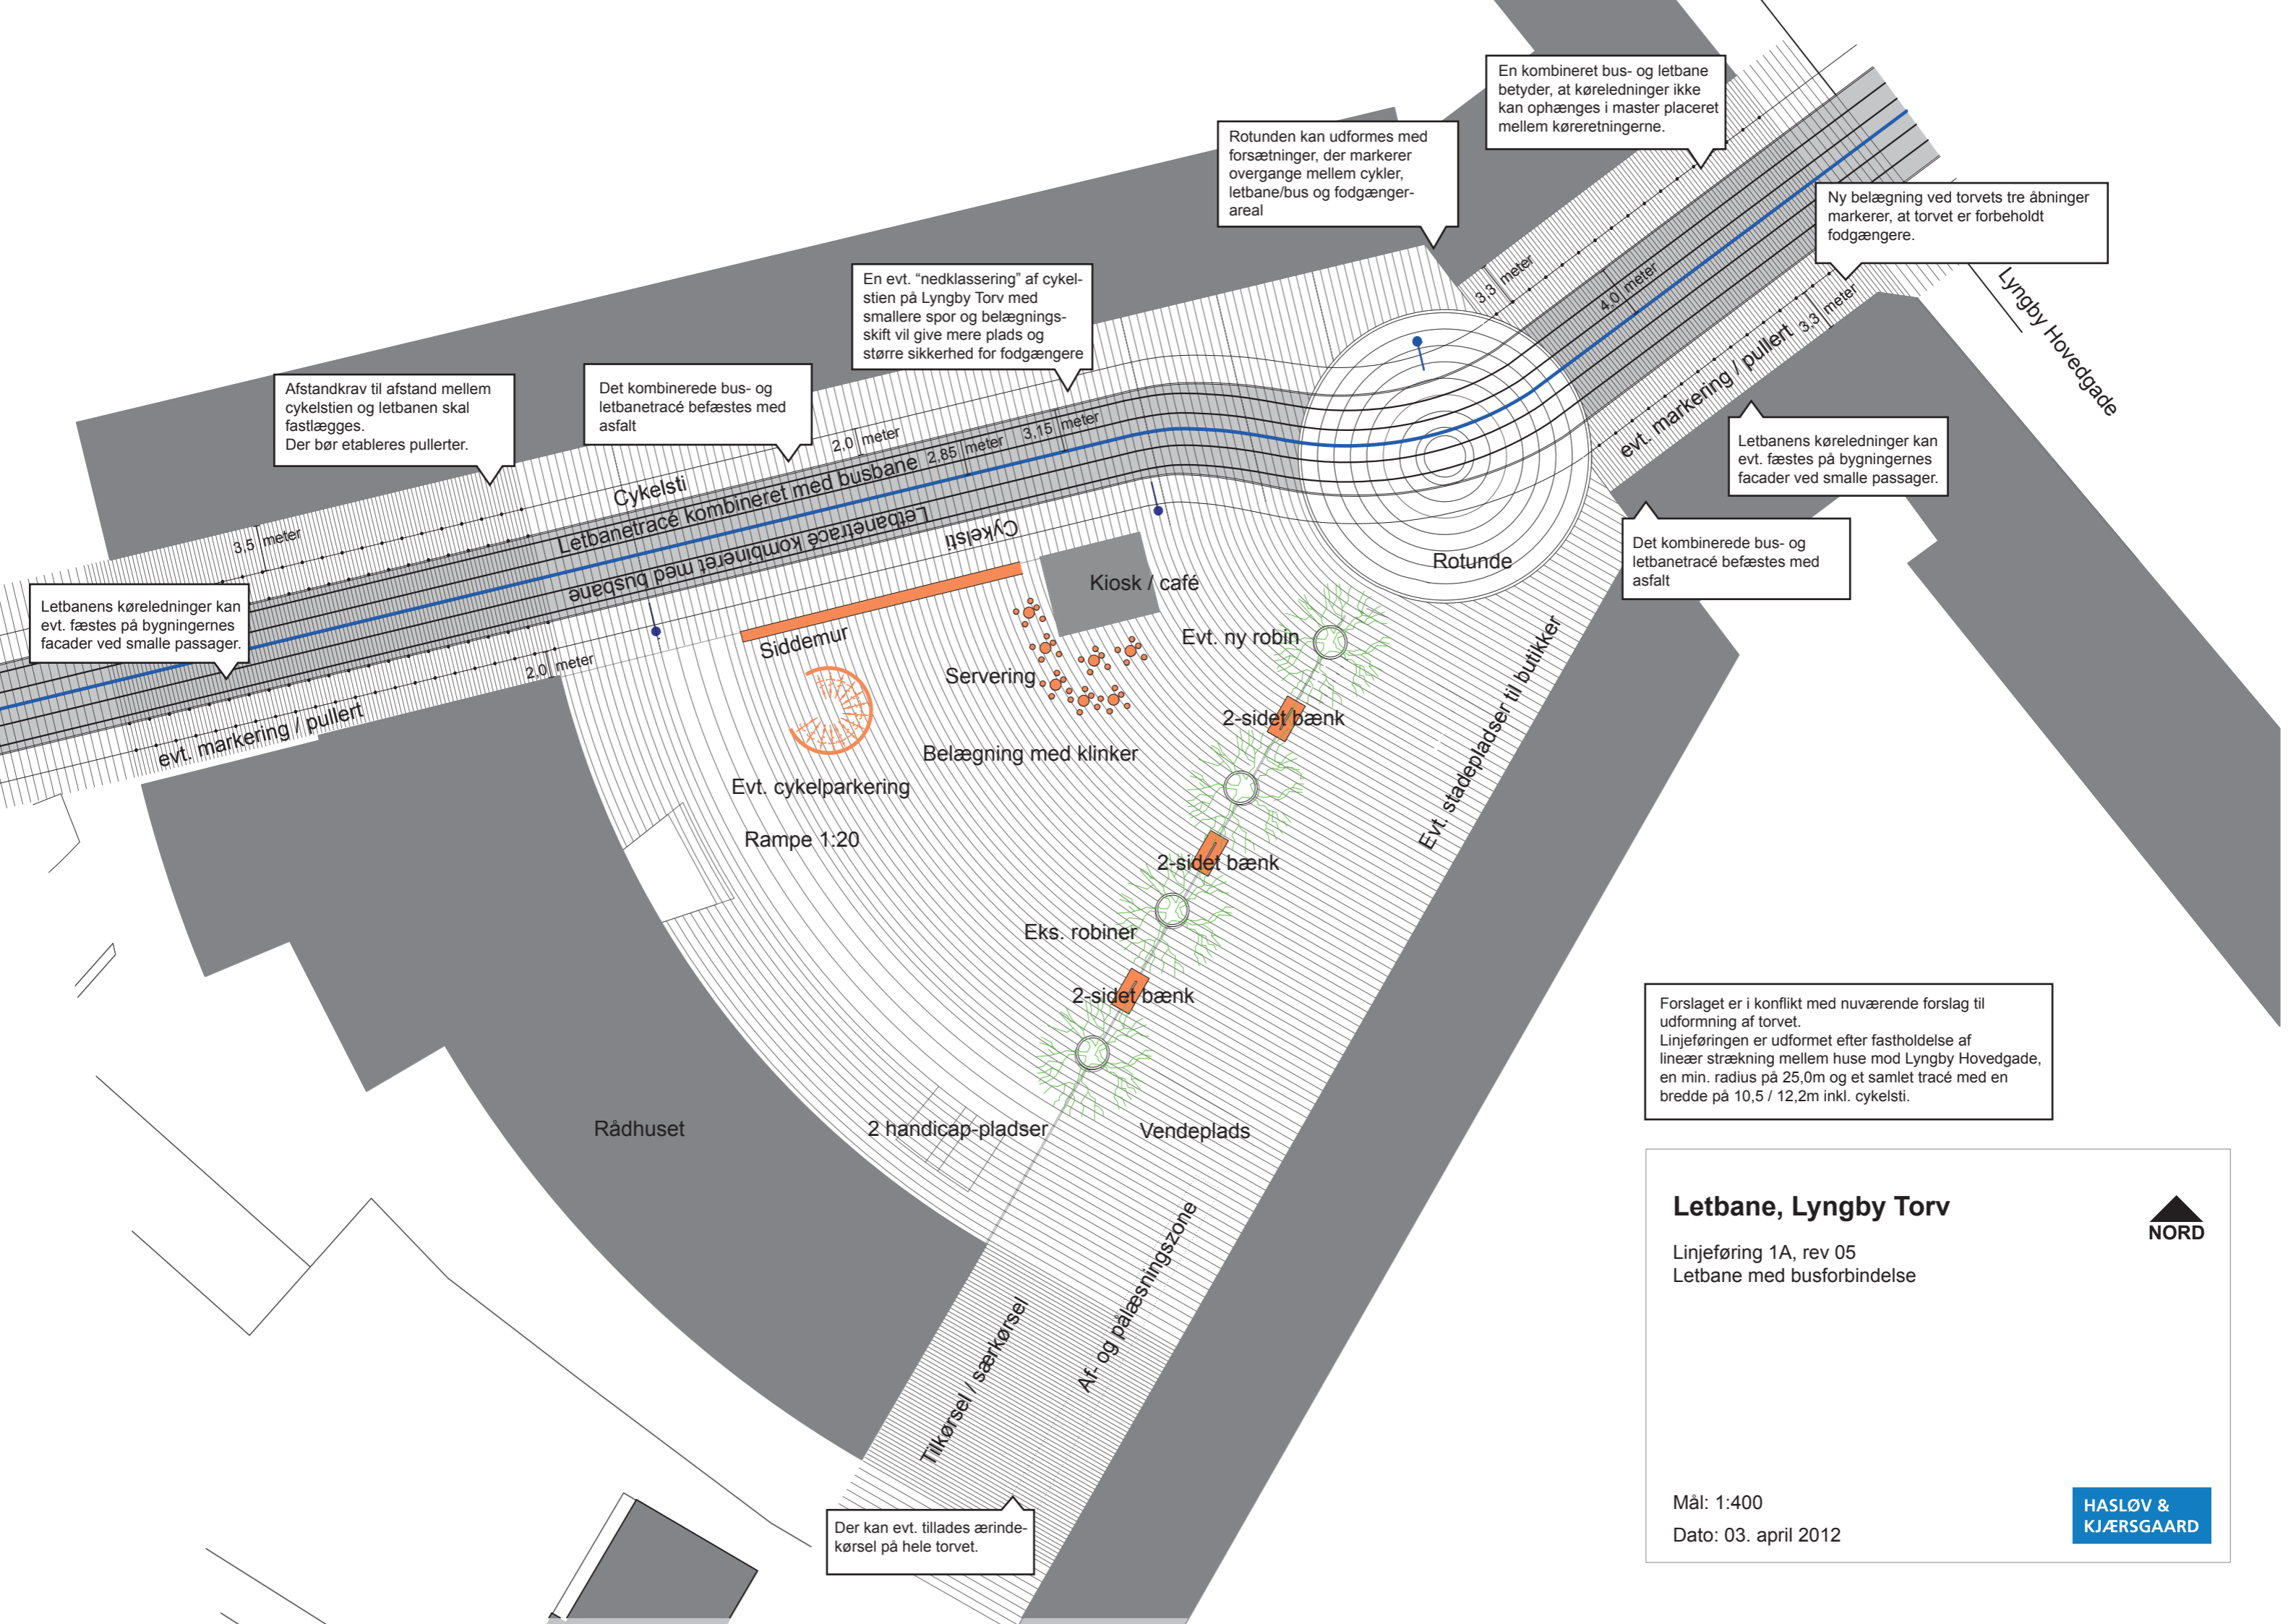 En kombineret bus- og letbane
betyder, at køreledninger ikke
kan ophænges i master placeret
mellem køreretningerne.
Rotunden kan udformes med
forsætninger, der markerer
overgange mellem cykler,
letbane/bus og fodgænger-
areal
Ny belægning ved torvets tre åbninger
markerer, at torvet er forbeholdt
fodgængere.
En evt. “nedklassering” af cykel-
stien på Lyngby Torv med
smallere spor og belægnings-
skift vil give mere plads og
større sikkerhed for fodgængere
Afstandkrav til afstand mellem
cykelstien og letbanen skal
fastlægges.
Der bør etableres pullerter.
Det kombinerede bus- og
letbanetracé befæstes med
asfalt
3,3 meter
4,0 meter
3,3 meter
Lyngby Hovedgade
evt. markering / pullert
Letbanens køreledninger kan
evt. fæstes på bygningernes
facader ved smalle passager.
Det kombinerede bus- og
letbanetracé befæstes med
asfalt
2,0 meter
2,85 meter
3,15 meter
Cykelsti
Letbanetracé kombineret med busbane
Letbanetracé kombineret med busbane
Cykelsti
3,5 meter
Letbanens køreledninger kan
evt. fæstes på bygningernes
facader ved smalle passager.
2,0 meter
evt. markering / pullert
Rotunde
Kiosk / café
Siddemur
Evt. ny robin
Servering
2-sidet bænk
Belægning med klinker
Evt. cykelparkering
Rampe 1:20
Evt. stadepladser til butikker
2-sidet bænk
Eks. robiner
2-sidet bænk
Rådhuset
2 handicap-pladser
Vendeplads
Tilkørsel / særkørsel
Af- og pålæsningszone
Der kan evt. tillades ærinde-
kørsel på hele torvet.
Forslaget er i konflikt med nuværende forslag til
udformning af torvet.
Linjeføringen er udformet efter fastholdelse af
lineær strækning mellem huse mod Lyngby Hovedgade,
en min. radius på 25,0m og et samlet tracé med en
bredde på 10,5 / 12,2m inkl. cykelsti.
Letbane, Lyngby Torv
NORD
Linjeføring 1A, rev 05
Letbane med busforbindelse
Mål: 1:400
Dato: 03. april 2012
HASLØV &
KJÆRSGAARD